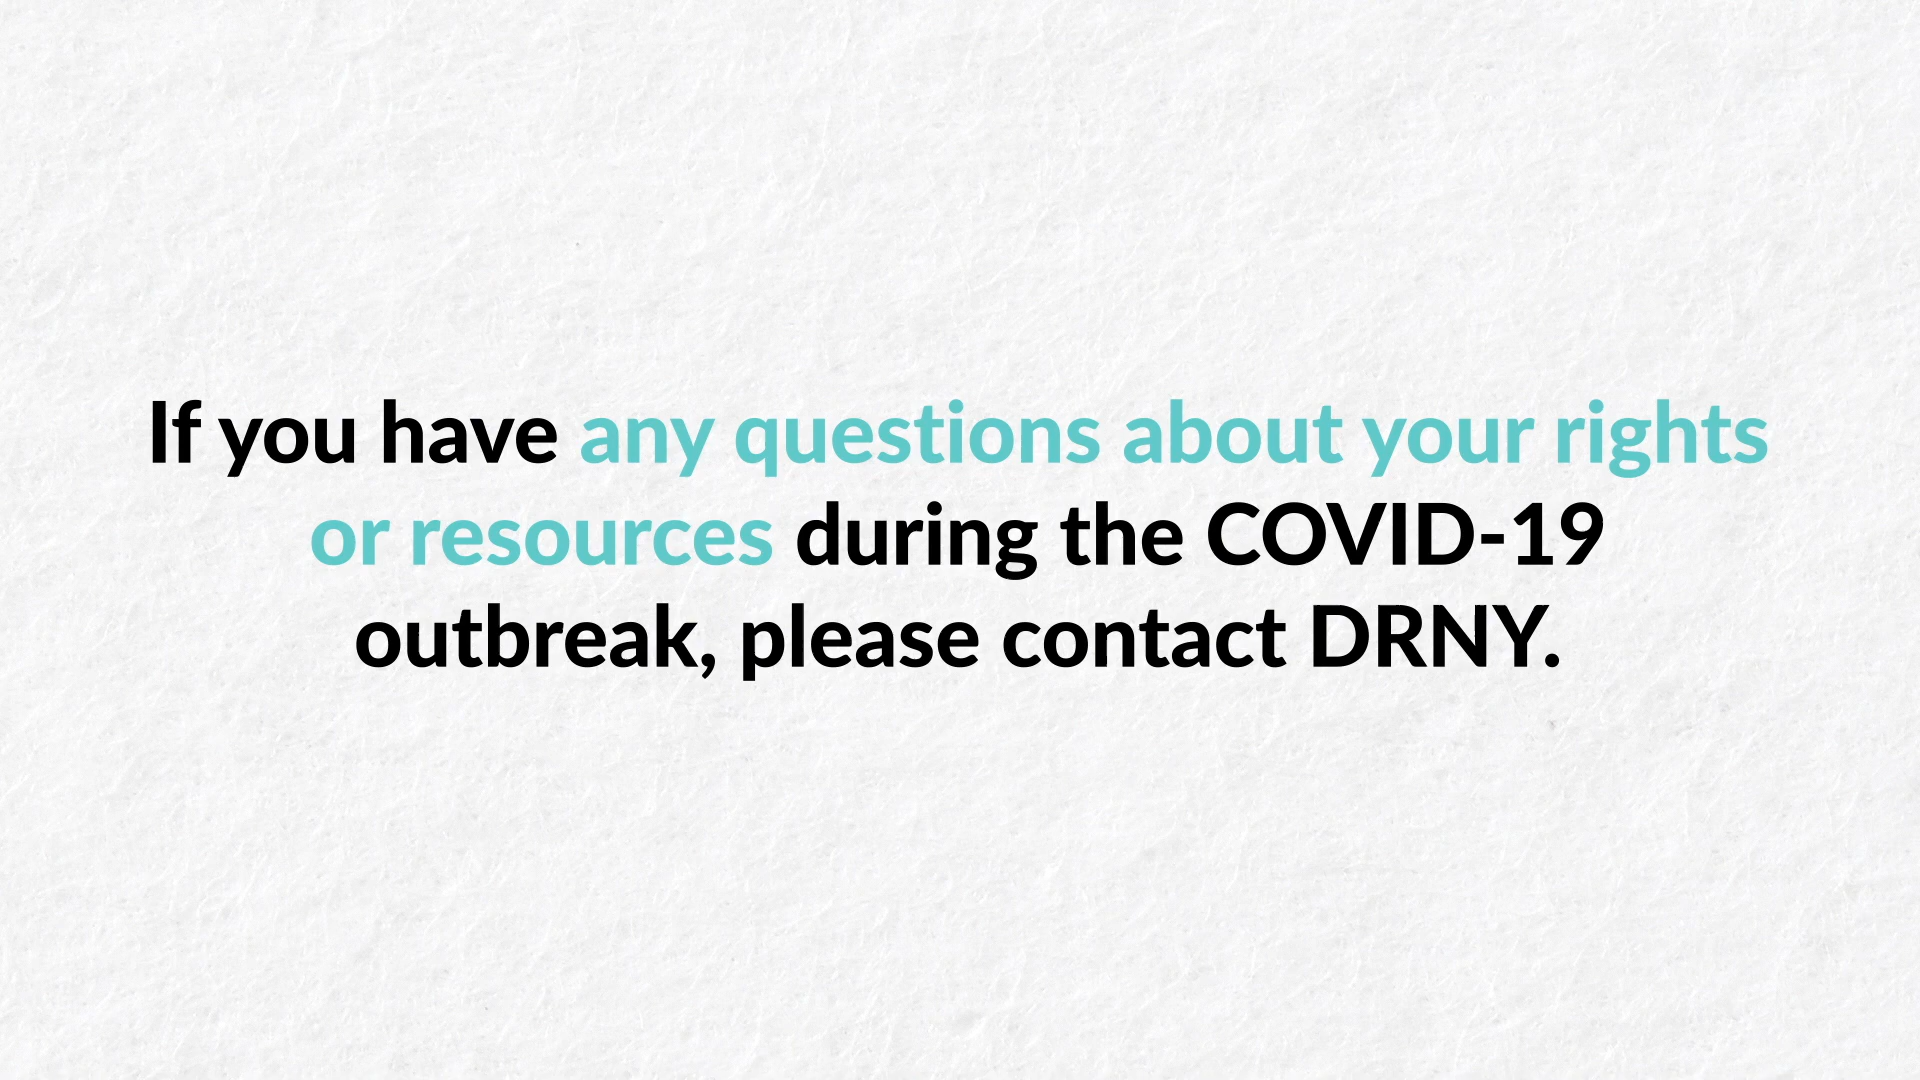 If you have any questions about your rights
or resources during the COVID-19
outbreak, please contact DRNY.